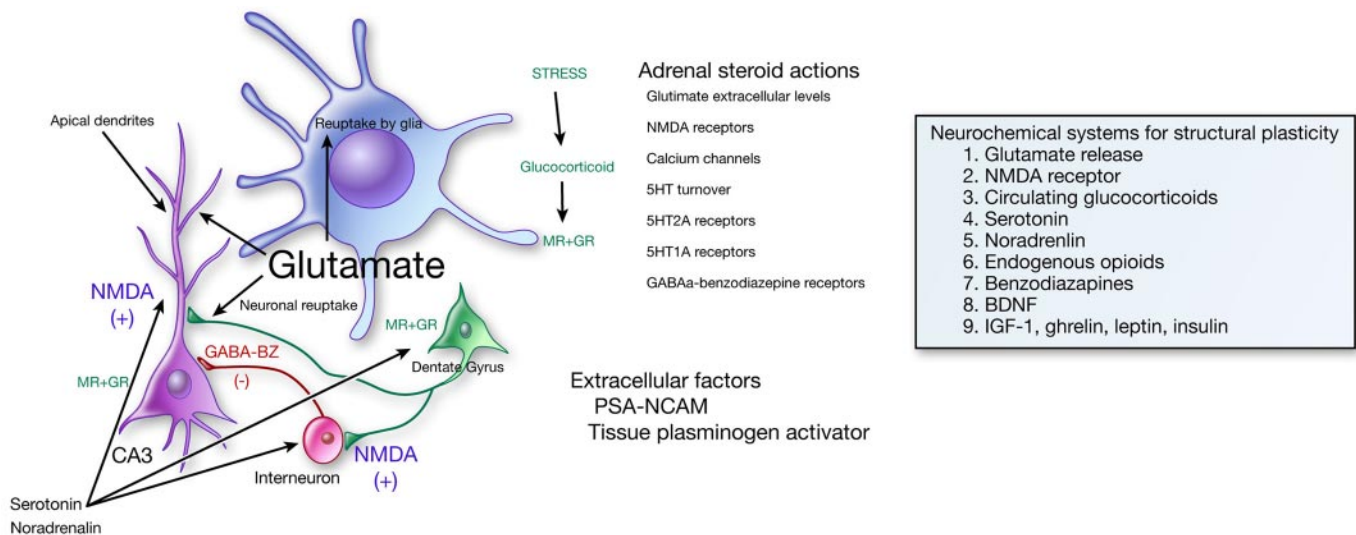 Apical dendrites
Reuptake by glia
Glutamate
NMDA
(+)
Neuronal reuptake
GABA-BZ
(-)
MR+GR
CA3
MR+GR
Dentate Gyrus
Interneuron
NMDA
(+)
Serotonin
Noradrenalin
STRESS
Glucocorticoid
MR+GR
Adrenal steroid actions
Glutimate extracellular levels
NMDA receptors
Calcium channels
5HT turnover
5HT2A receptors
5HT1A receptors
GABAa-benzodiazepine receptors
Extracellular factors
PSA-NCAM
Tissue plasminogen activator
Neurochemical systems for structural plasticity
1. Glutamate release
2. NMDA receptor
3. Circulating glucocorticoids
4. Serotonin
5. Noradrenlin
6. Endogenous opioids
7. Benzodiazapines
8. BDNF
9. IGF-1, ghrelin, leptin, insulin